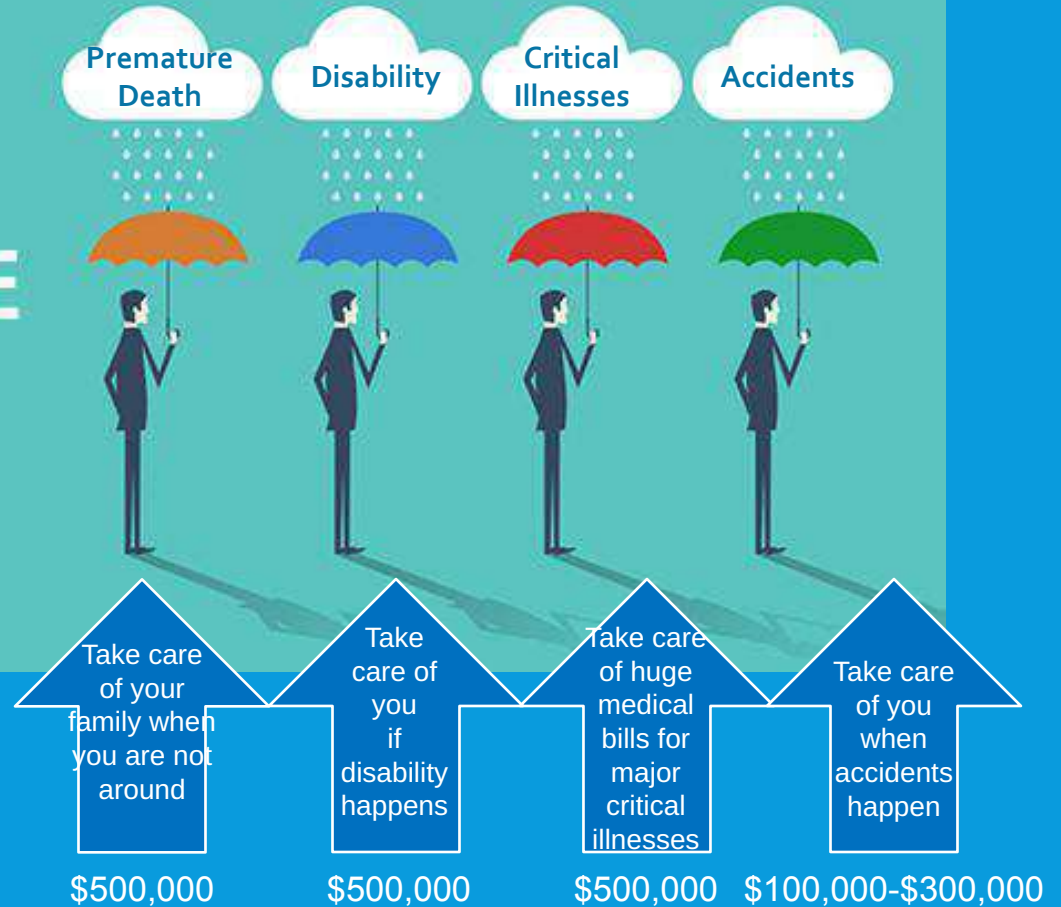 Premature
Death
Disability
Critical
Illnesses
Accidents
E
Take care
of your
family when
you are not
around
Take
care of
you
if
disability
happens
Take care
of huge
medical
bills for
major
critical
illnesses
Take care
of you
when
accidents
happen
$500,000
$500,000
$500,000
$100,000-$300,000